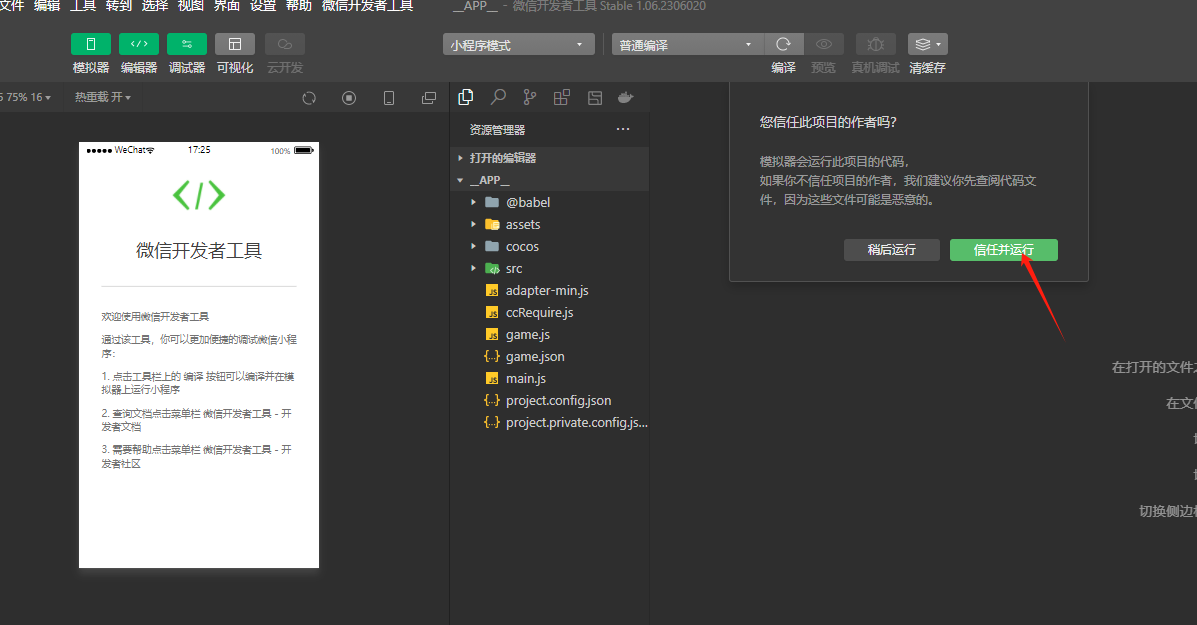 文件 编辑 工具 转到 选择 视图 界面 设置 帮助 微信开发者工具
__APP__ - 微信开发者工具 Stable 1.06.2306020
模拟器 编辑器 调试器 可视化 云开发
小程序模式
普通编译
编译 预览 真机调试 清缓存
5 75% 16
热重载 开
WeChat 17:25 100%
微信开发者工具
欢迎使用微信开发者工具
通过该工具，你可以更加便捷的调试微信小程
序：
1. 点击工具栏上的 编译 按钮可以编译并在模
拟器上运行小程序
2. 查询文档点击菜单栏 微信开发者工具 - 开
发者文档
3. 需要帮助点击菜单栏 微信开发者工具 - 开
发者社区
资源管理器
打开的编辑器
__APP__
@babel
assets
cocos
src
adapter-min.js
ccRequire.js
game.js
game.json
main.js
project.config.json
project.private.config.js...
您信任此项目的作者吗?
模拟器会运行此项目的代码，
如果你不信任项目的作者，我们建议你先查阅代码文
件，因为这些文件可能是恶意的。
稍后运行
信任并运行
在打开的文件之
在文件
切换侧边栏